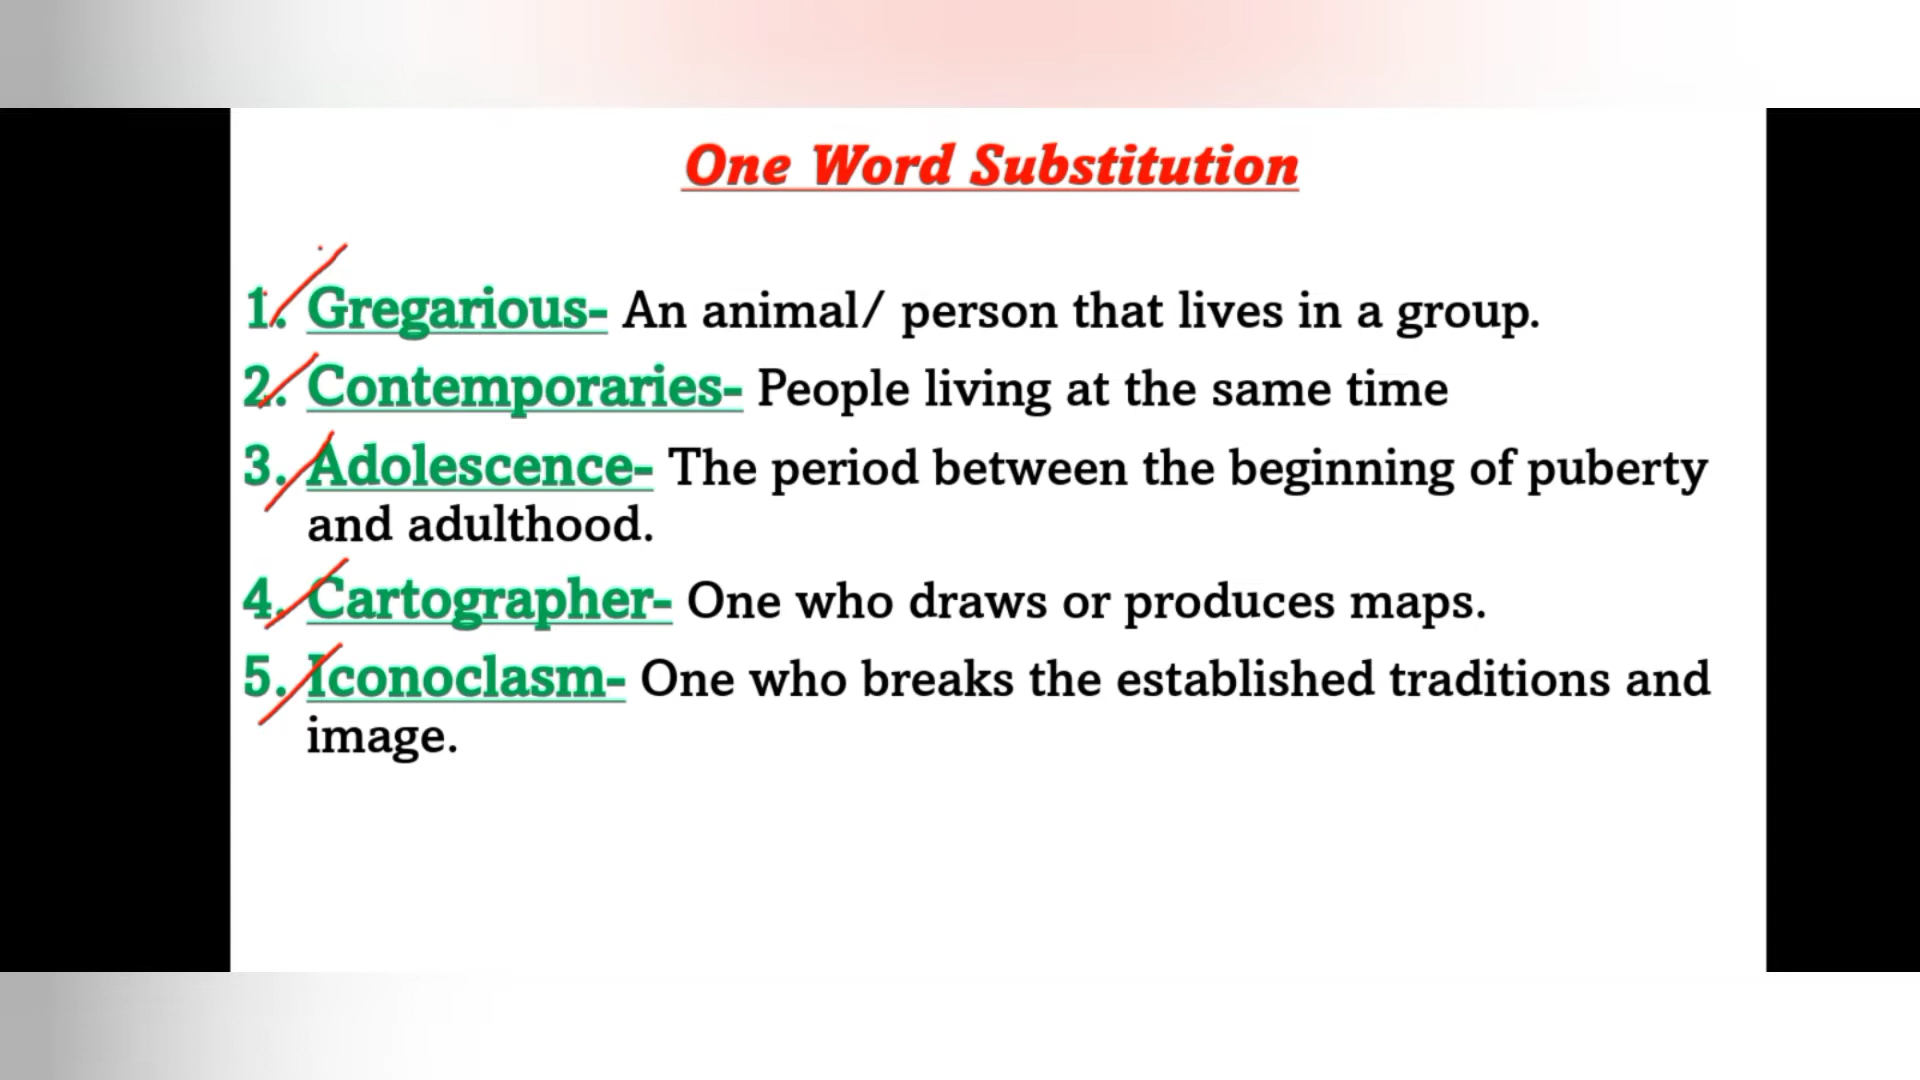 One Word Substitution
1. Gregarious- An animal/ person that lives in a group.
2. Contemporaries- People living at the same time
3. Adolescence- The period between the beginning of puberty
and adulthood.
4. Cartographer- One who draws or produces maps.
5. Iconoclasm- One who breaks the established traditions and
image.